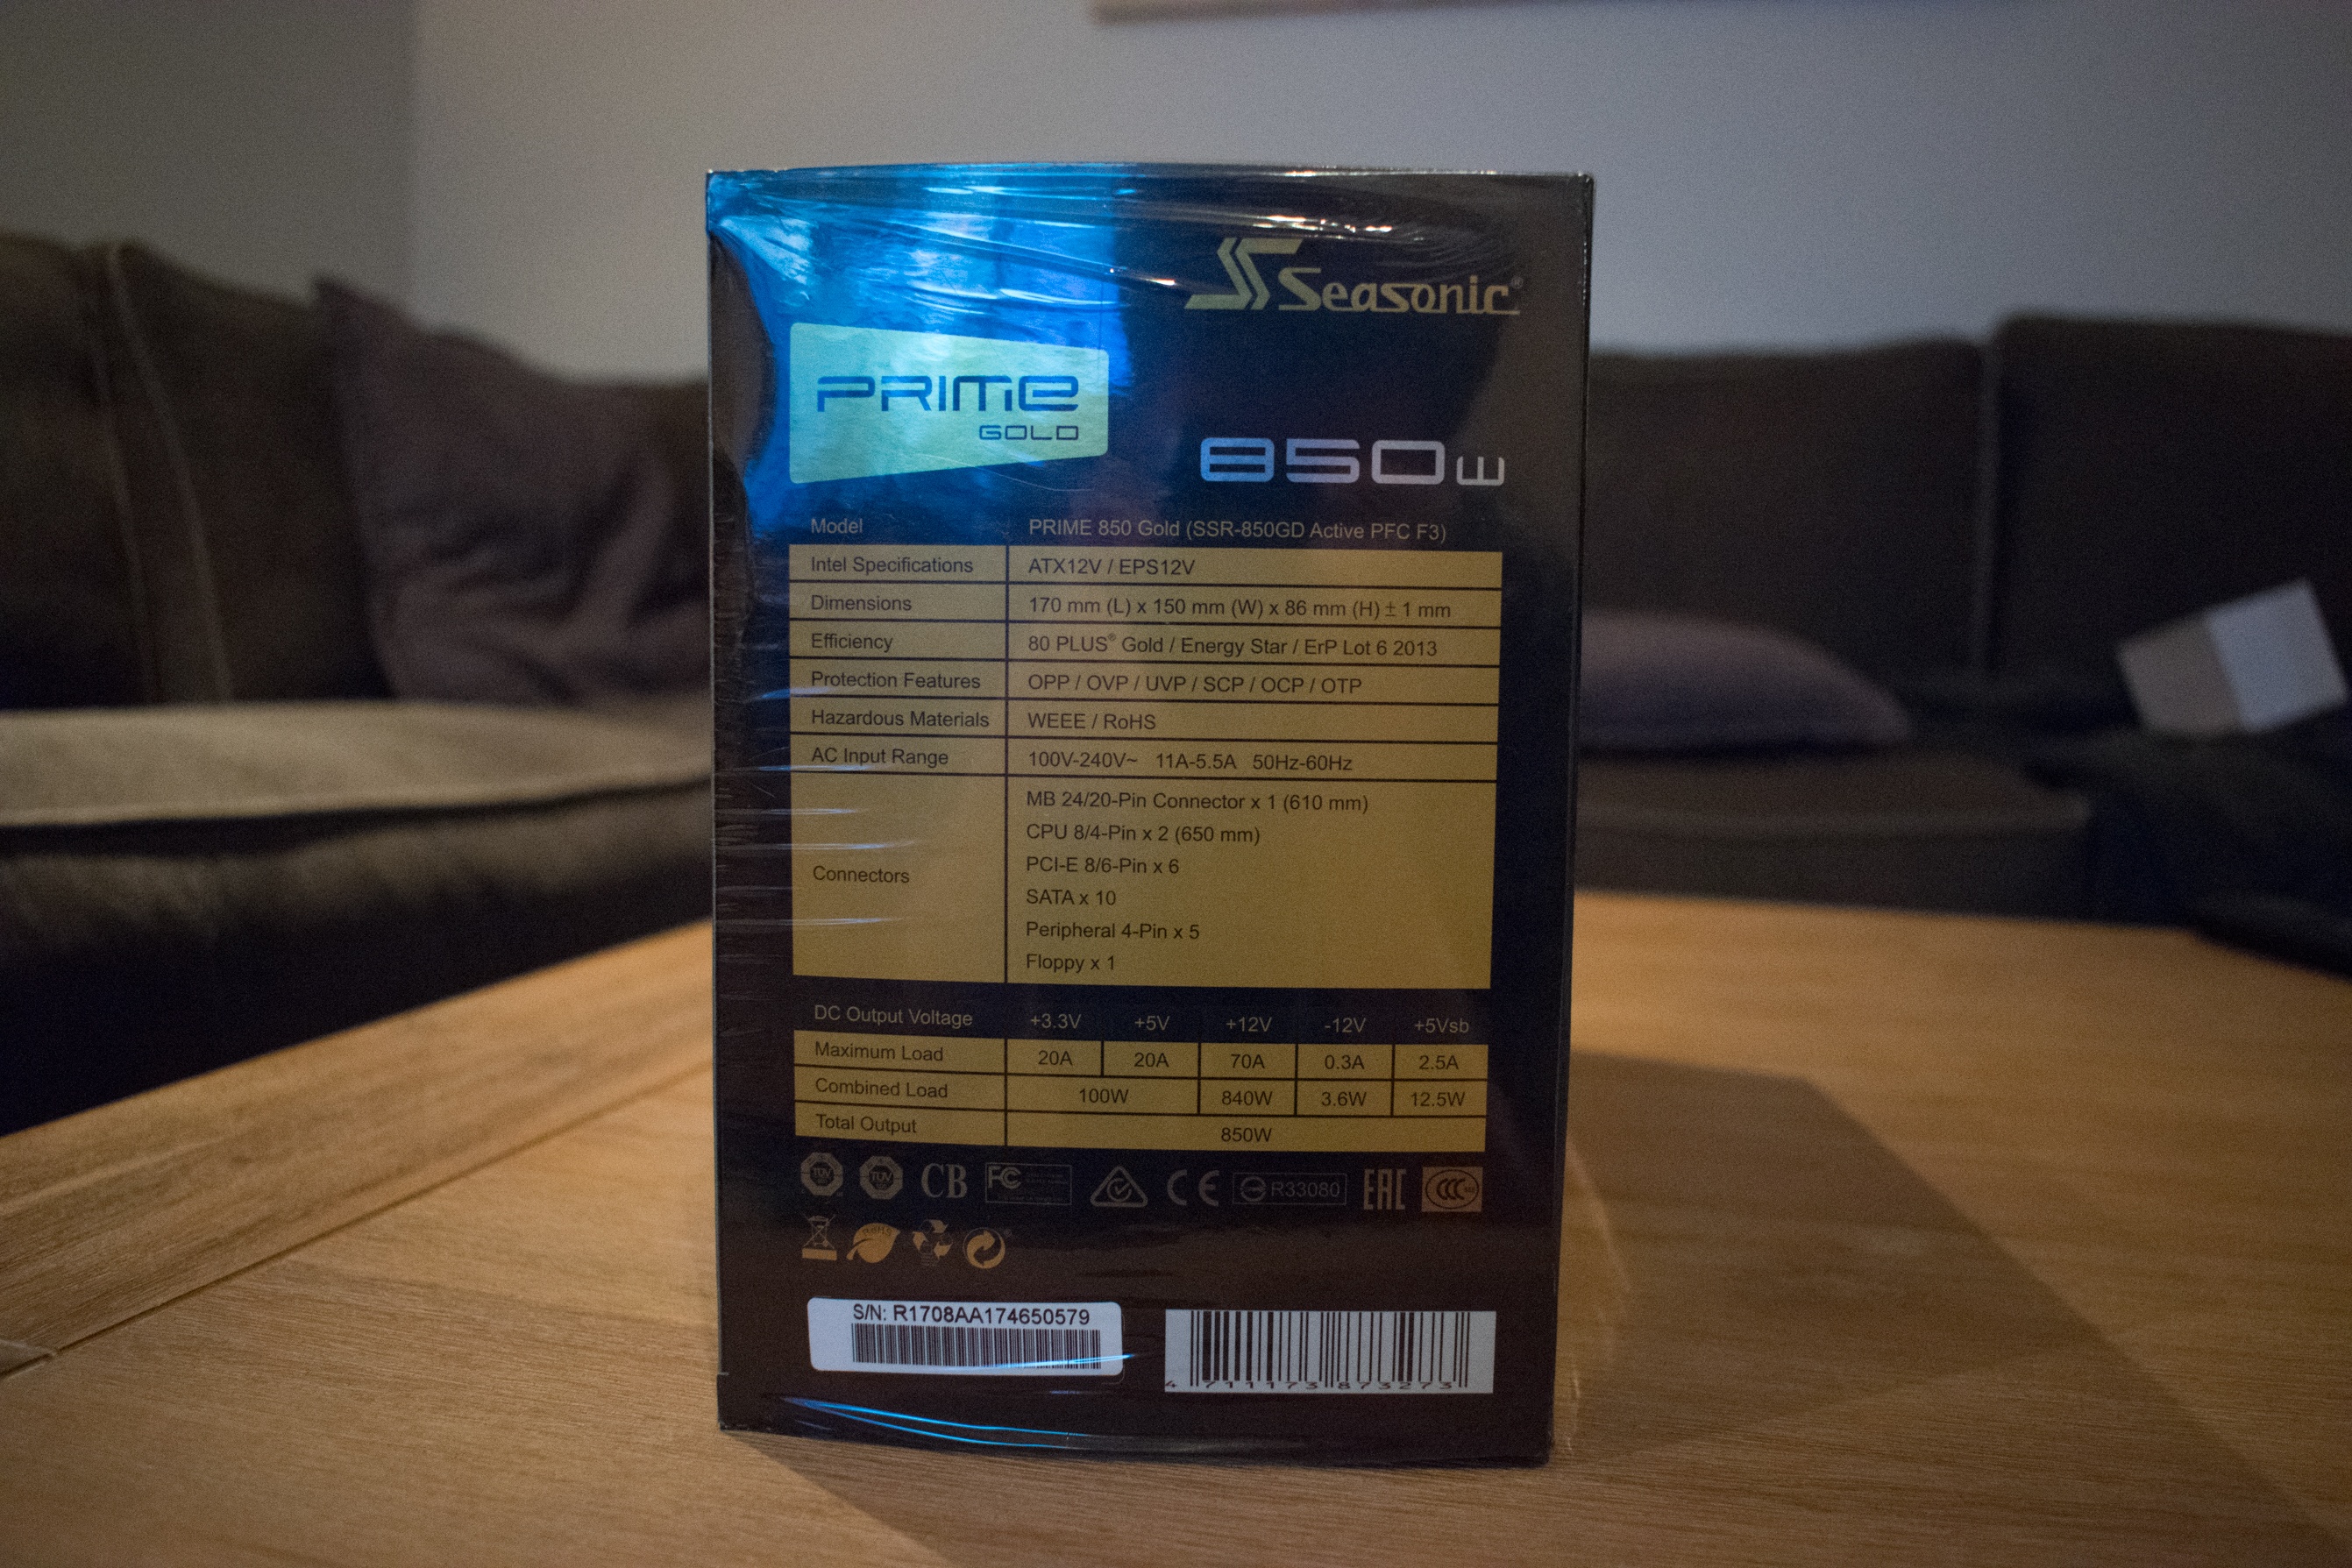 Seasonic®
PRIME
GOLD
850W
Model PRIME 850 Gold (SSR-850GD Active PFC F3)
Intel Specifications ATX12V / EPS12V
Dimensions 170 mm (L) x 150 mm (W) x 86 mm (H) ± 1 mm
Efficiency 80 PLUS® Gold / Energy Star / ErP Lot 6 2013
Protection Features OPP / OVP / UVP / SCP / OCP / OTP
Hazardous Materials WEEE / RoHS
AC Input Range 100V-240V~ 11A-5.5A 50Hz-60Hz
Connectors
MB 24/20-Pin Connector x 1 (610 mm)
CPU 8/4-Pin x 2 (650 mm)
PCI-E 8/6-Pin x 6
SATA x 10
Peripheral 4-Pin x 5
Floppy x 1
DC Output Voltage +3.3V +5V +12V -12V +5Vsb
Maximum Load 20A 20A 70A 0.3A 2.5A
Combined Load 100W 840W 3.6W 12.5W
Total Output 850W
TÜV TÜV CB FC CE R33080 EAC CCC
RoHS
S/N: R1708AA174650579
4 711173 873273